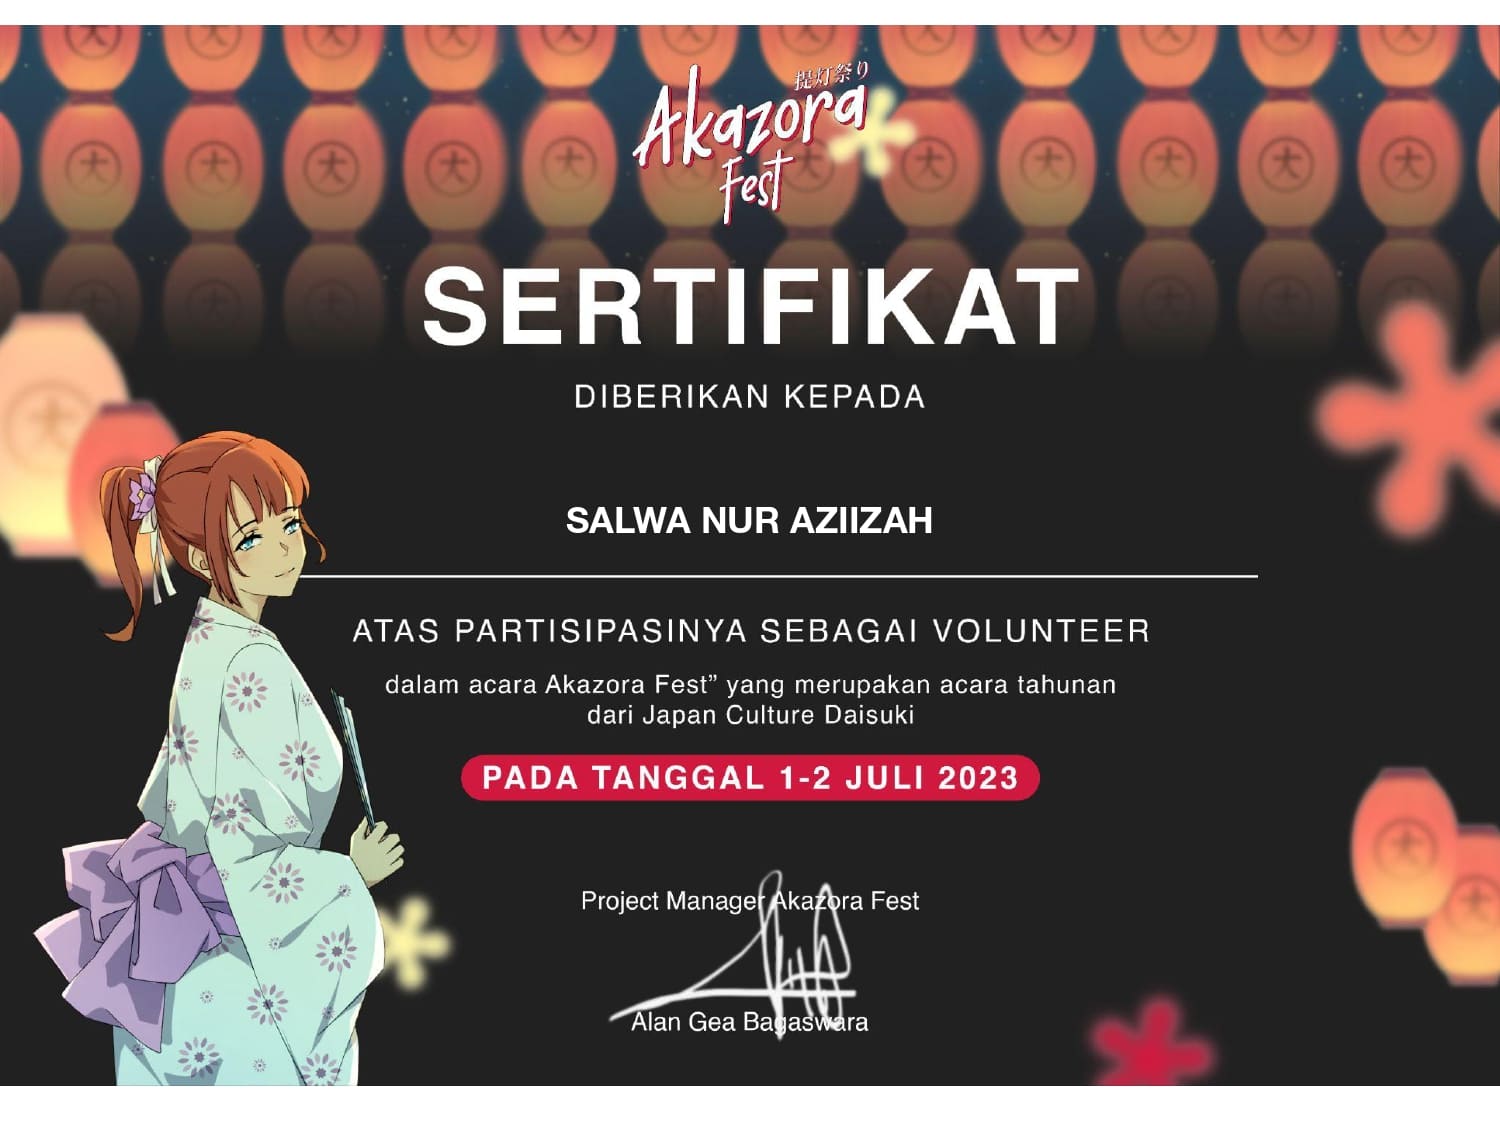 提灯祭り
Akazora
Fest
SERTIFIKAT
DIBERIKAN KEPADA
SALWA NUR AZIIZAH
ATAS PARTISIPASINYA SEBAGAI VOLUNTEER
dalam acara Akazora Fest” yang merupakan acara tahunan
dari Japan Culture Daisuki
PADA TANGGAL 1-2 JULI 2023
Project Manager Akazora Fest
Alan Gea Bagaswara